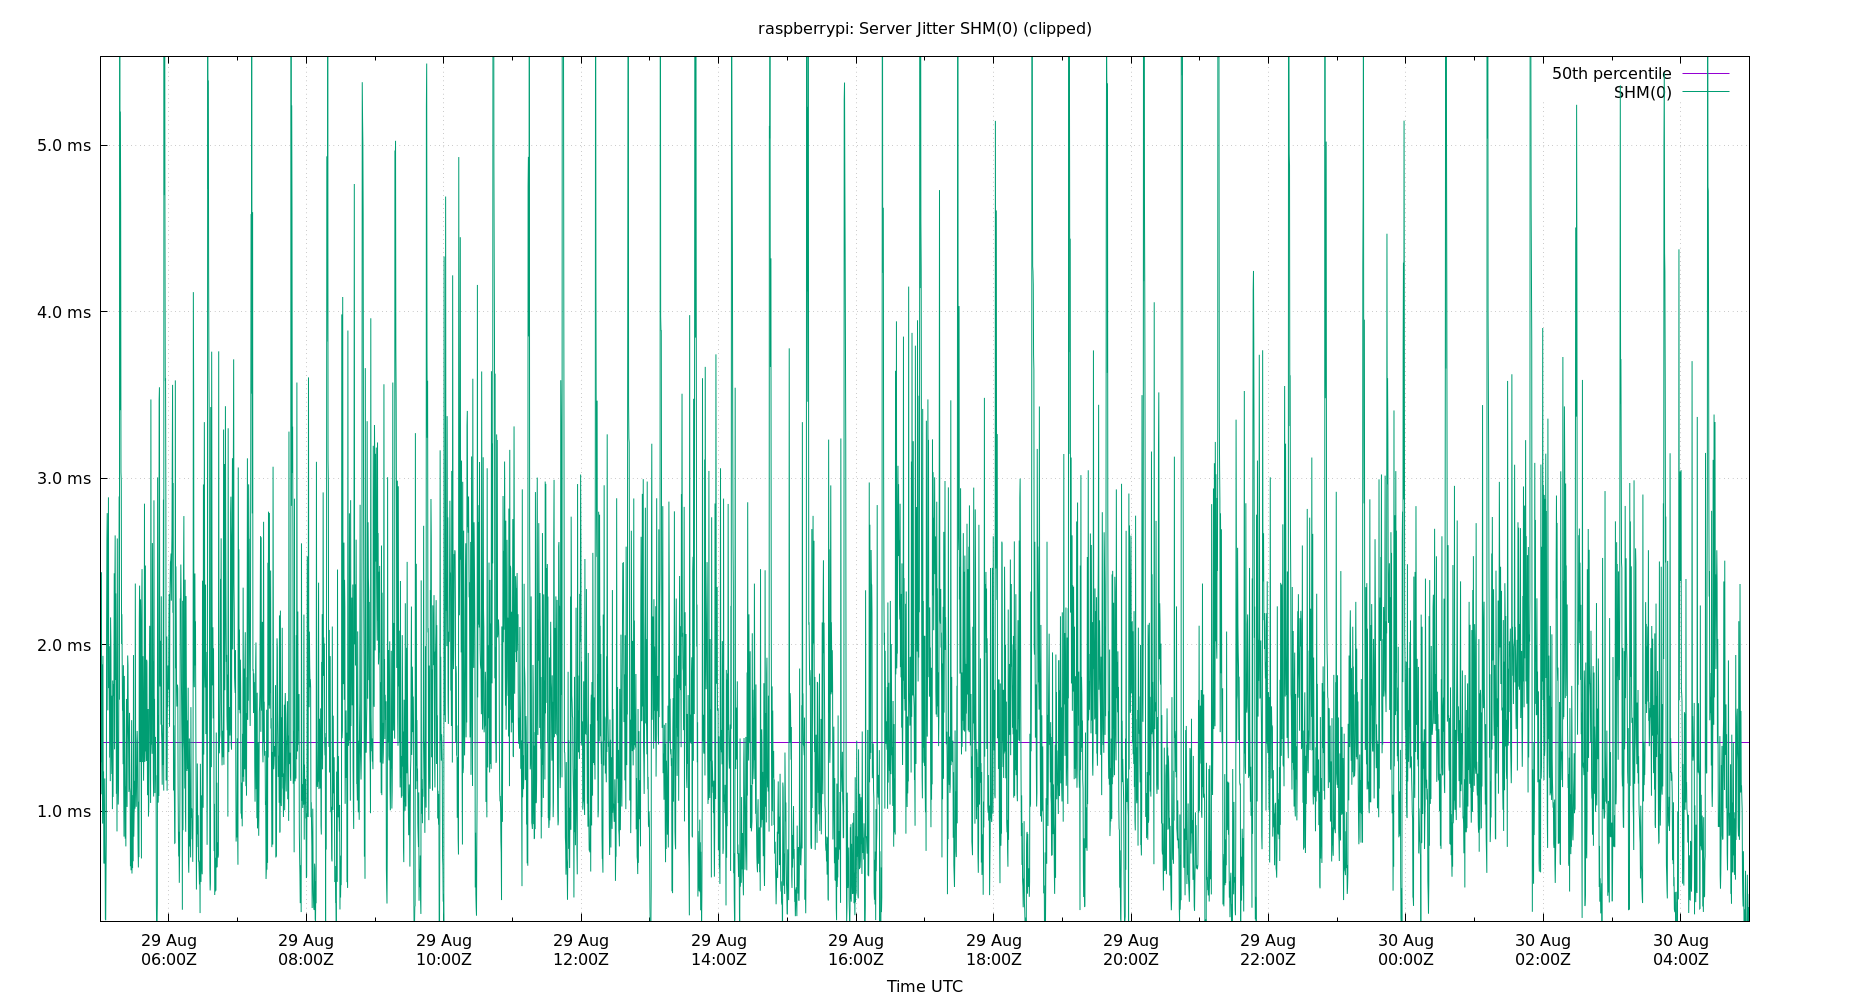 raspberrypi: Server Jitter SHM(0) (clipped)
50th percentile
SHM(0)
5.0 ms
4.0 ms
3.0 ms
2.0 ms
1.0 ms
29 Aug 29 Aug 29 Aug 29 Aug 29 Aug 29 Aug 29 Aug 29 Aug 29 Aug 30 Aug 30 Aug 30 Aug
06:00Z 08:00Z 10:00Z 12:00Z 14:00Z 16:00Z 18:00Z 20:00Z 22:00Z 00:00Z 02:00Z 04:00Z
Time UTC